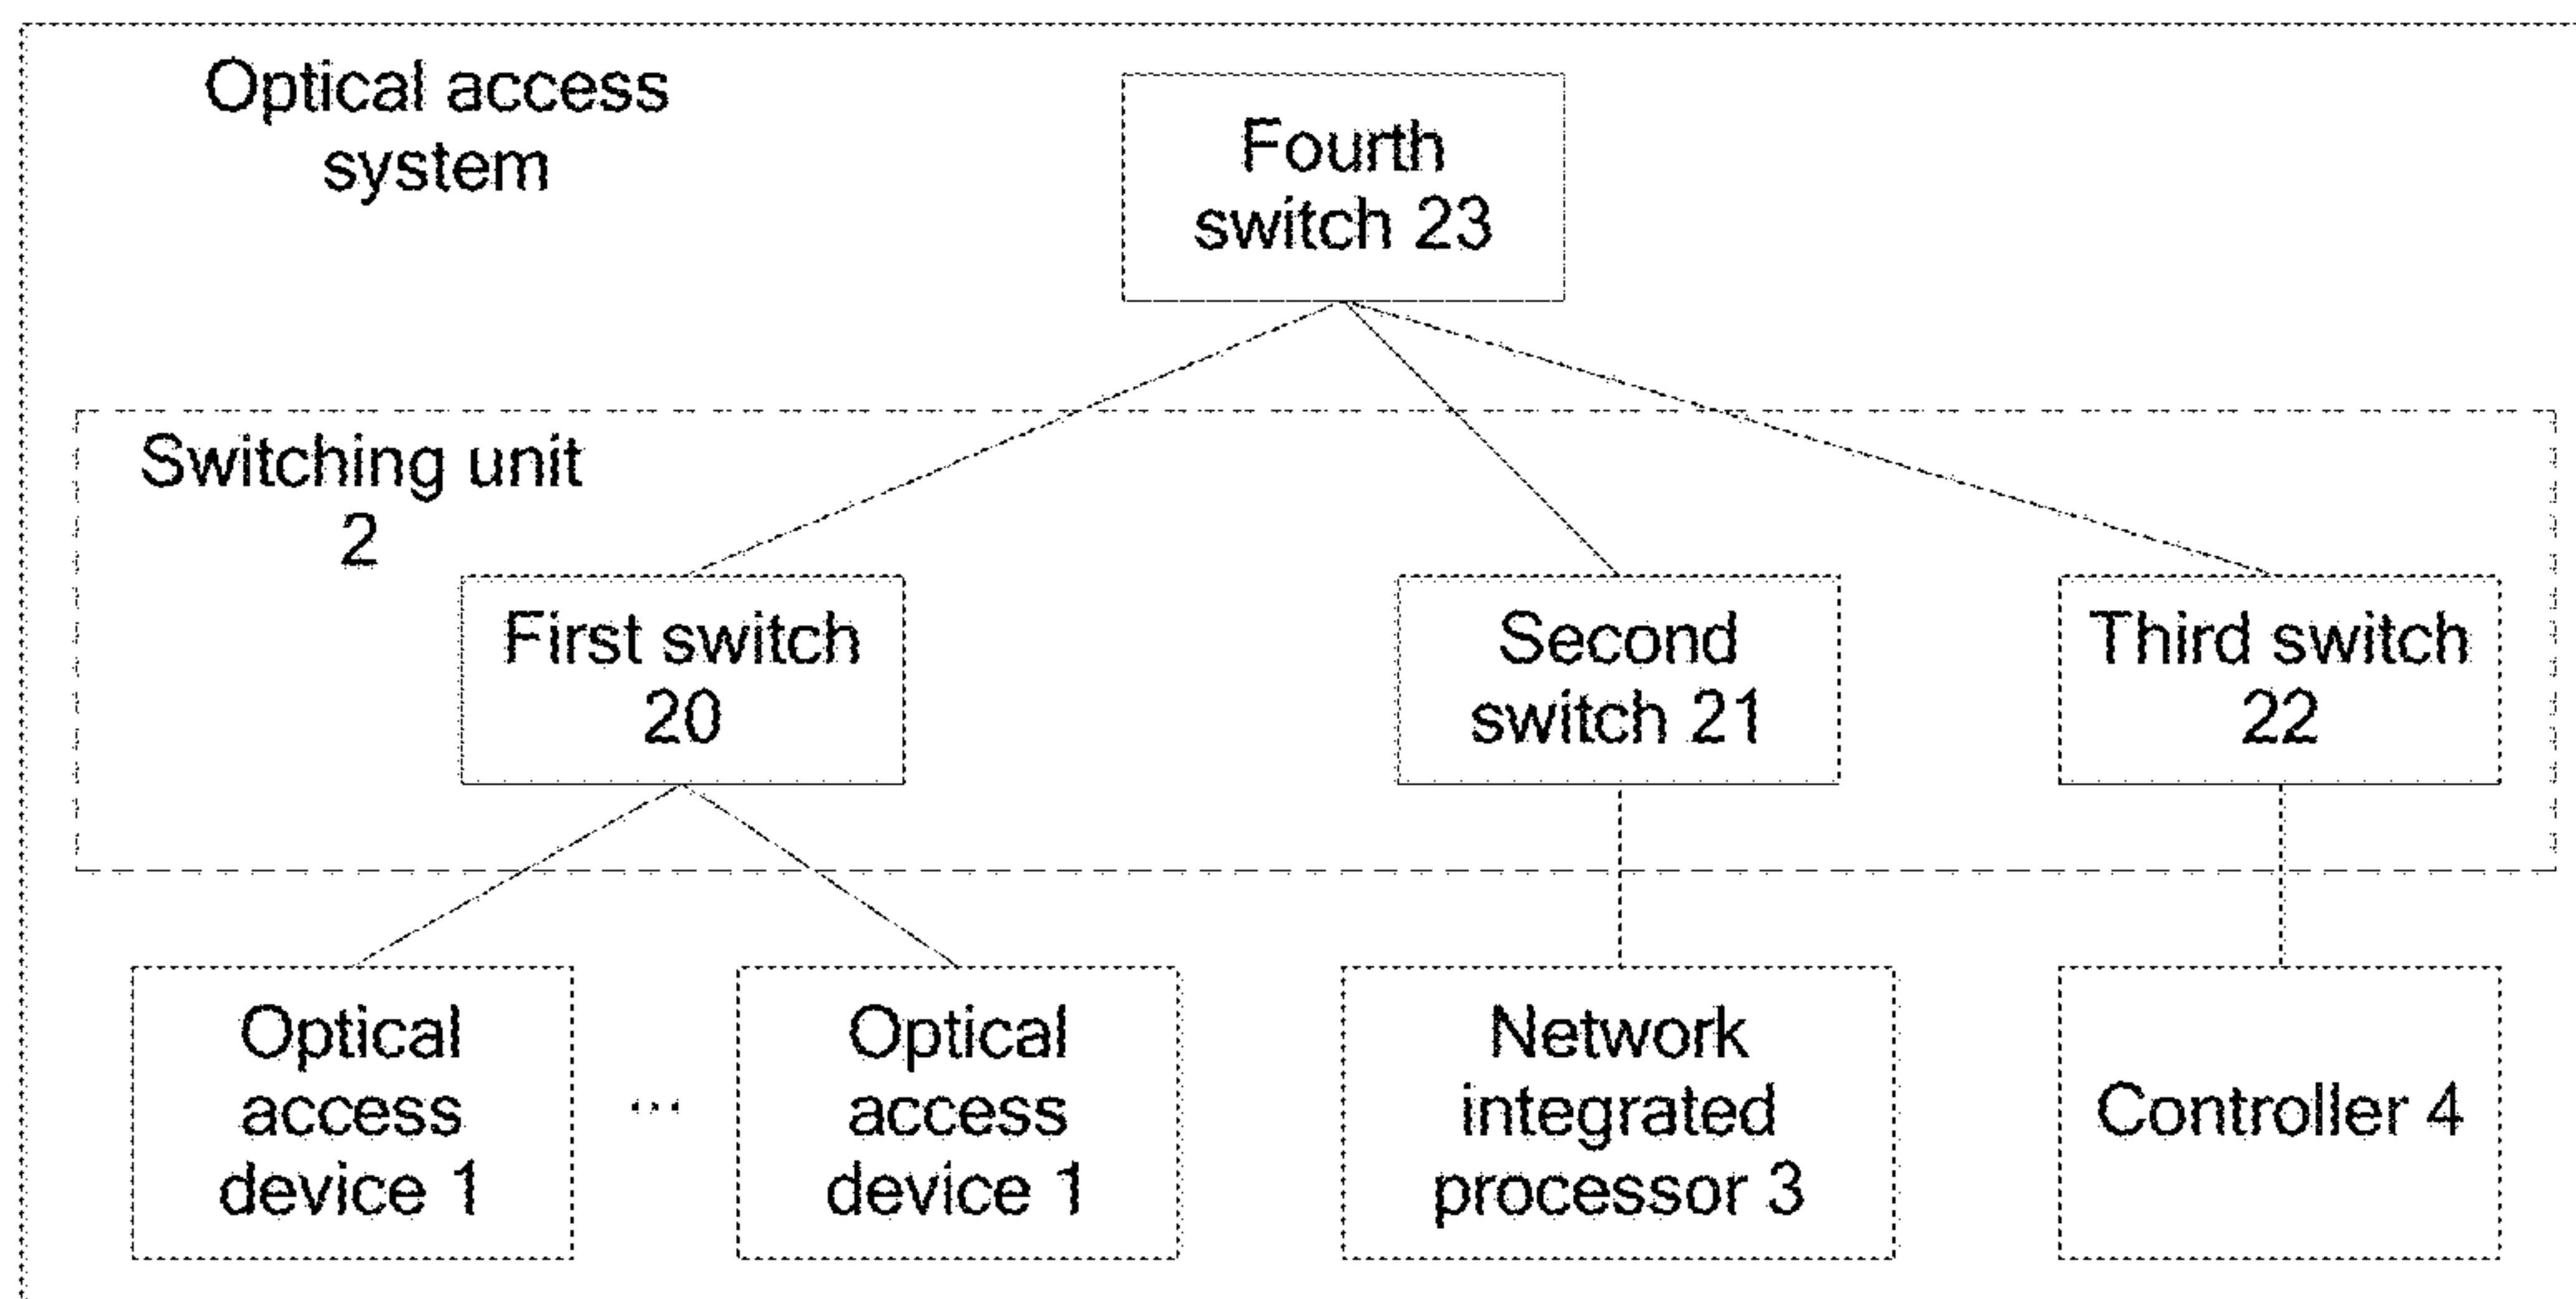 Optical access
system
Fourth
switch 23
Switching unit
2
First switch
20
Second
switch 21
Third switch
22
Optical
access
device 1
...
Optical
access
device 1
Network
integrated
processor 3
Controller 4